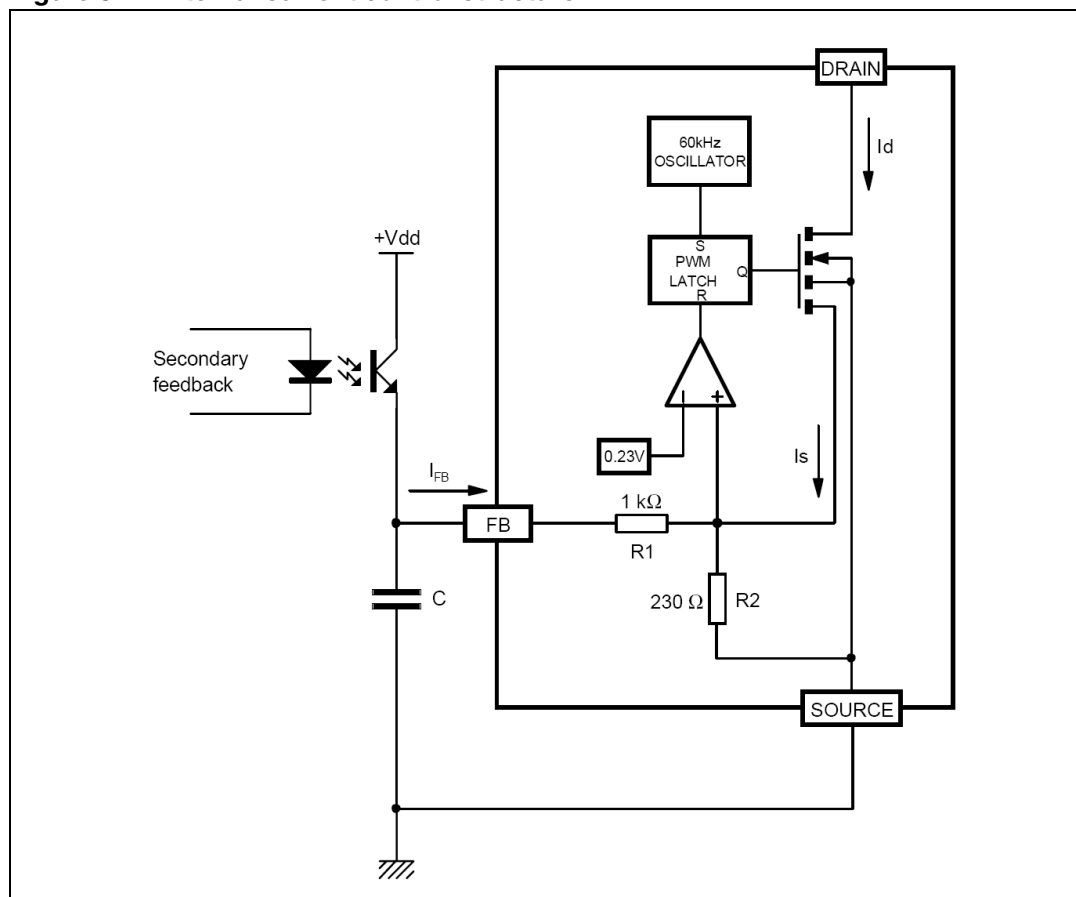 DRAIN
60kHz
OSCILLATOR
Id
+Vdd
S
PWM
Q
LATCH
R
Secondary
feedback
0.23V
Is
I_FB
1 kΩ
FB
R1
230 Ω
R2
C
SOURCE